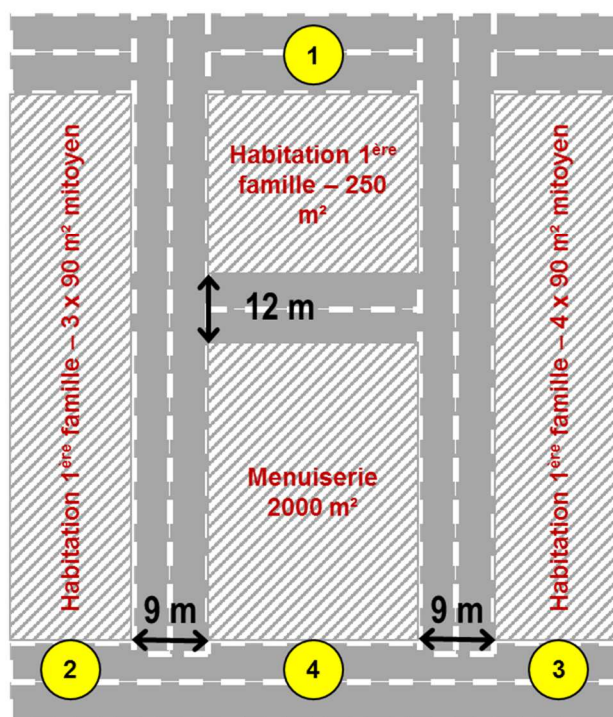 1
Habitation 1ère
famille – 250
m²
Habitation 1ère famille – 3 x 90 m² mitoyen
Habitation 1ère famille – 4 x 90 m² mitoyen
12 m
Menuiserie
2000 m²
9 m
9 m
2
4
3